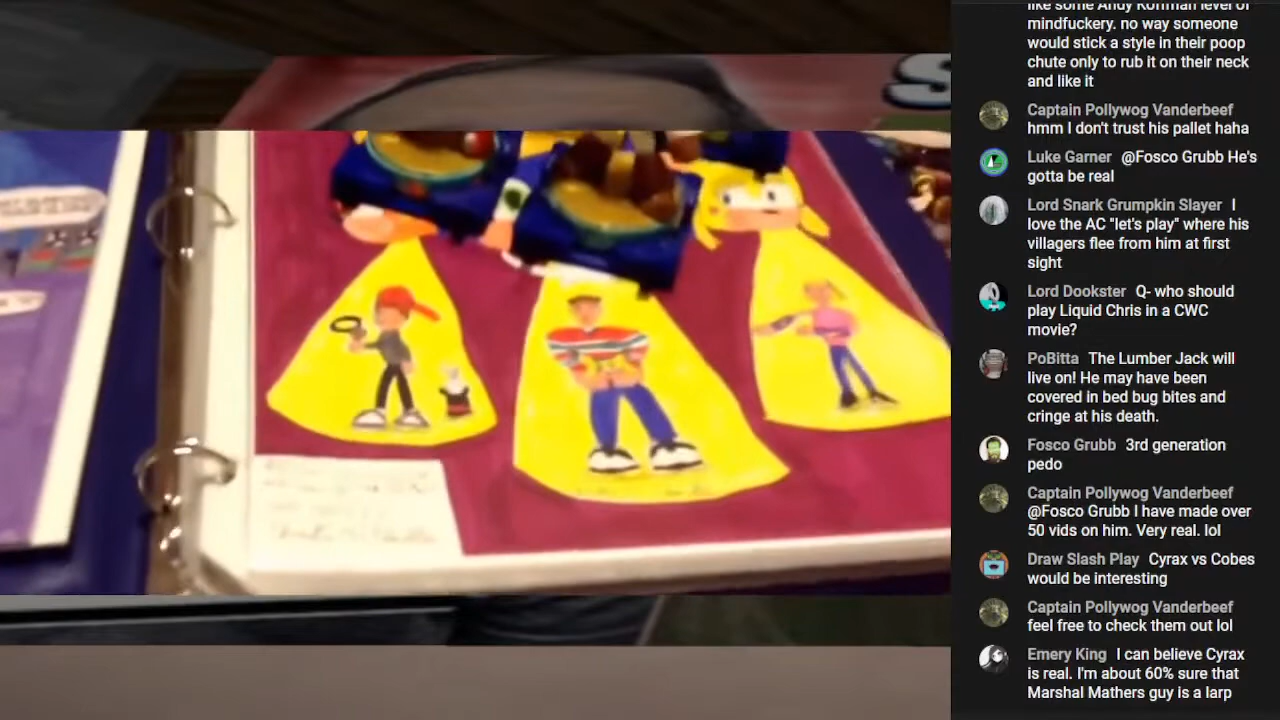 like some Andy Kofman level of
mindfuckery. no way someone
would stick a style in their poop
chute only to rub it on their neck
and like it
Captain Pollywog Vanderbeef
hmm I don't trust his pallet haha
Luke Garner @Fosco Grubb He's
gotta be real
Lord Snark Grumpkin Slayer I
love the AC "let's play" where his
villagers flee from him at first
sight
Lord Dookster Q- who should
play Liquid Chris in a CWC
movie?
PoBitta The Lumber Jack will
live on! He may have been
covered in bed bug bites and
cringe at his death.
Fosco Grubb 3rd generation
pedo
Captain Pollywog Vanderbeef
@Fosco Grubb I have made over
50 vids on him. Very real. lol
Draw Slash Play Cyrax vs Cobes
would be interesting
Captain Pollywog Vanderbeef
feel free to check them out lol
Emery King I can believe Cyrax
is real. I'm about 60% sure that
Marshal Mathers guy is a larp